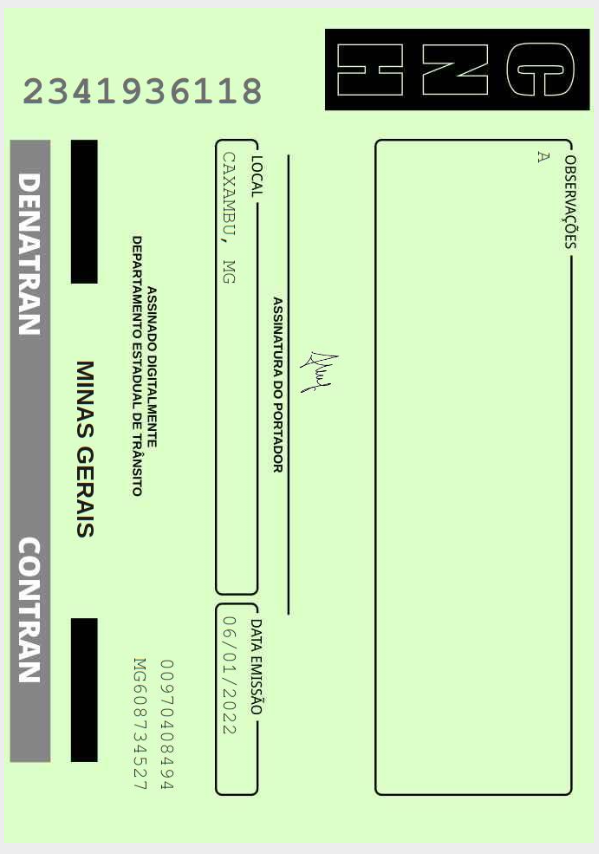 CNH
OBSERVAÇÕES
A
ASSINATURA DO PORTADOR
LOCAL
CAXAMBU, MG
DATA EMISSÃO
06/01/2022
ASSINADO DIGITALMENTE
DEPARTAMENTO ESTADUAL DE TRÂNSITO
00970408494
MG608734527
MINAS GERAIS
DENATRAN CONTRAN
2341936118